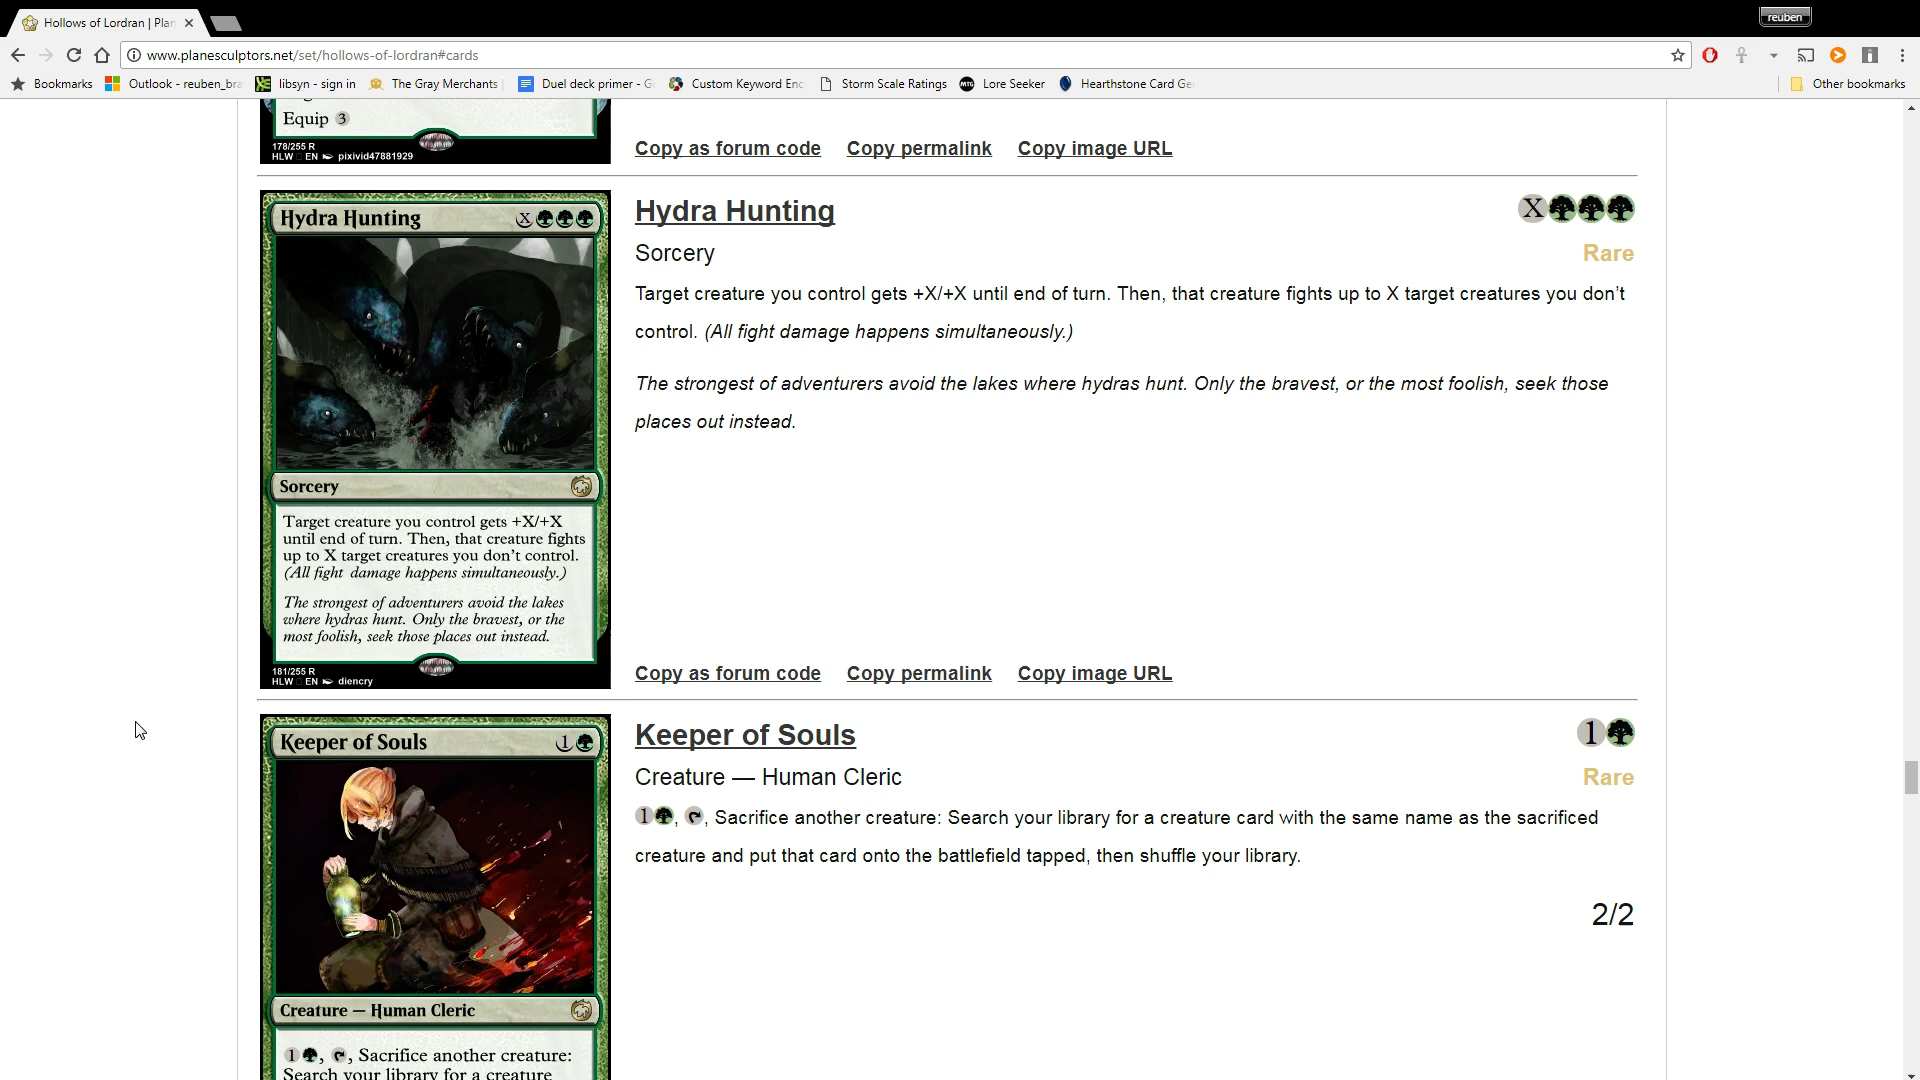 Hollows of Lordran | Plan
reuben
www.planesculptors.net/set/hollows-of-lordran#cards
Bookmarks
Outlook - reuben_bra
libsyn - sign in
The Gray Merchants
Duel deck primer - G
Custom Keyword Enc
Storm Scale Ratings
Lore Seeker
Hearthstone Card Ge
Other bookmarks
Equip 3
178/255 R
HLW EN pixivid47881929
Copy as forum code Copy permalink Copy image URL
Hydra Hunting X
Sorcery
Target creature you control gets +X/+X
until end of turn. Then, that creature fights
up to X target creatures you don't control.
(All fight damage happens simultaneously.)
The strongest of adventurers avoid the lakes
where hydras hunt. Only the bravest, or the
most foolish, seek those places out instead.
181/255 R
HLW EN diencry
Hydra Hunting X
Sorcery Rare
Target creature you control gets +X/+X until end of turn. Then, that creature fights up to X target creatures you don't
control. (All fight damage happens simultaneously.)
The strongest of adventurers avoid the lakes where hydras hunt. Only the bravest, or the most foolish, seek those
places out instead.
Copy as forum code Copy permalink Copy image URL
Keeper of Souls 1
Creature — Human Cleric
1 , , Sacrifice another creature:
Search your library for a creature
Keeper of Souls 1
Creature — Human Cleric Rare
1 , , Sacrifice another creature: Search your library for a creature card with the same name as the sacrificed
creature and put that card onto the battlefield tapped, then shuffle your library.
2/2